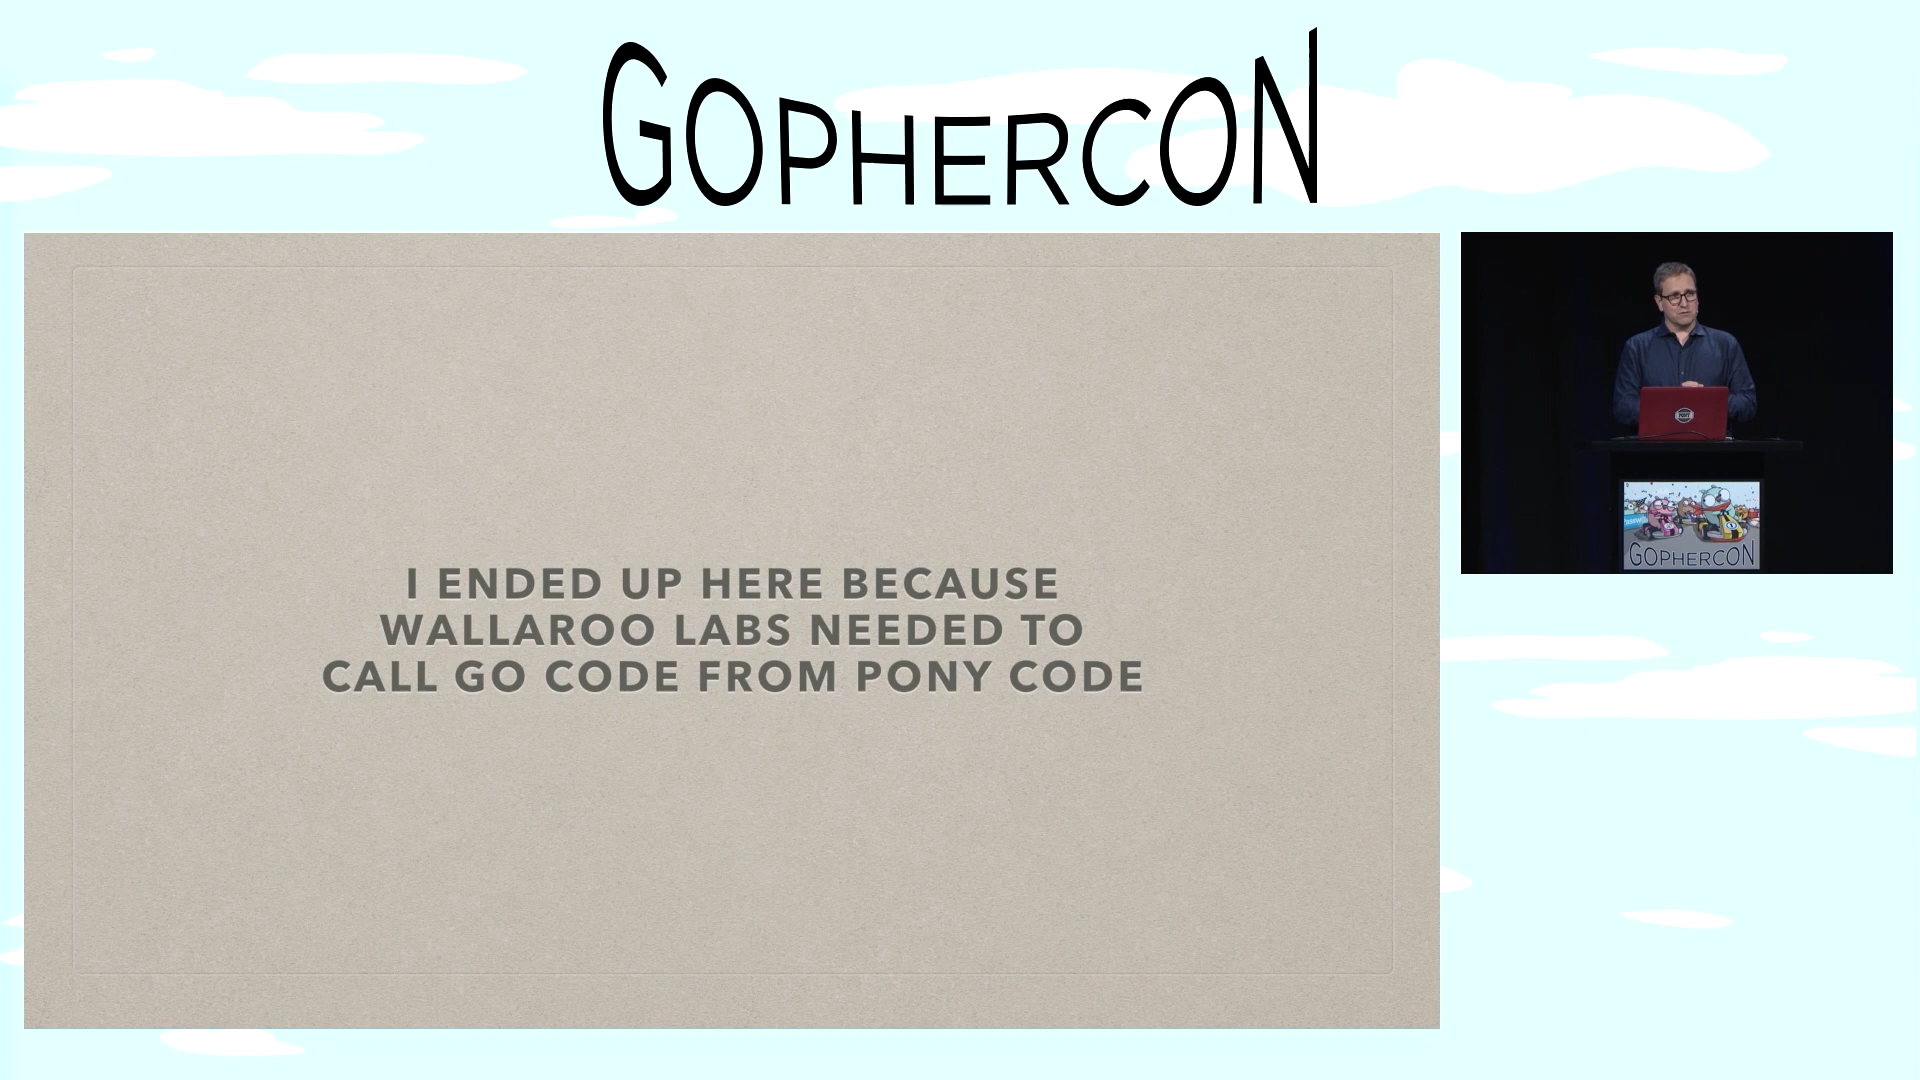 GOPHERCON
I ENDED UP HERE BECAUSE
WALLAROO LABS NEEDED TO
CALL GO CODE FROM PONY CODE
GOPHERCON